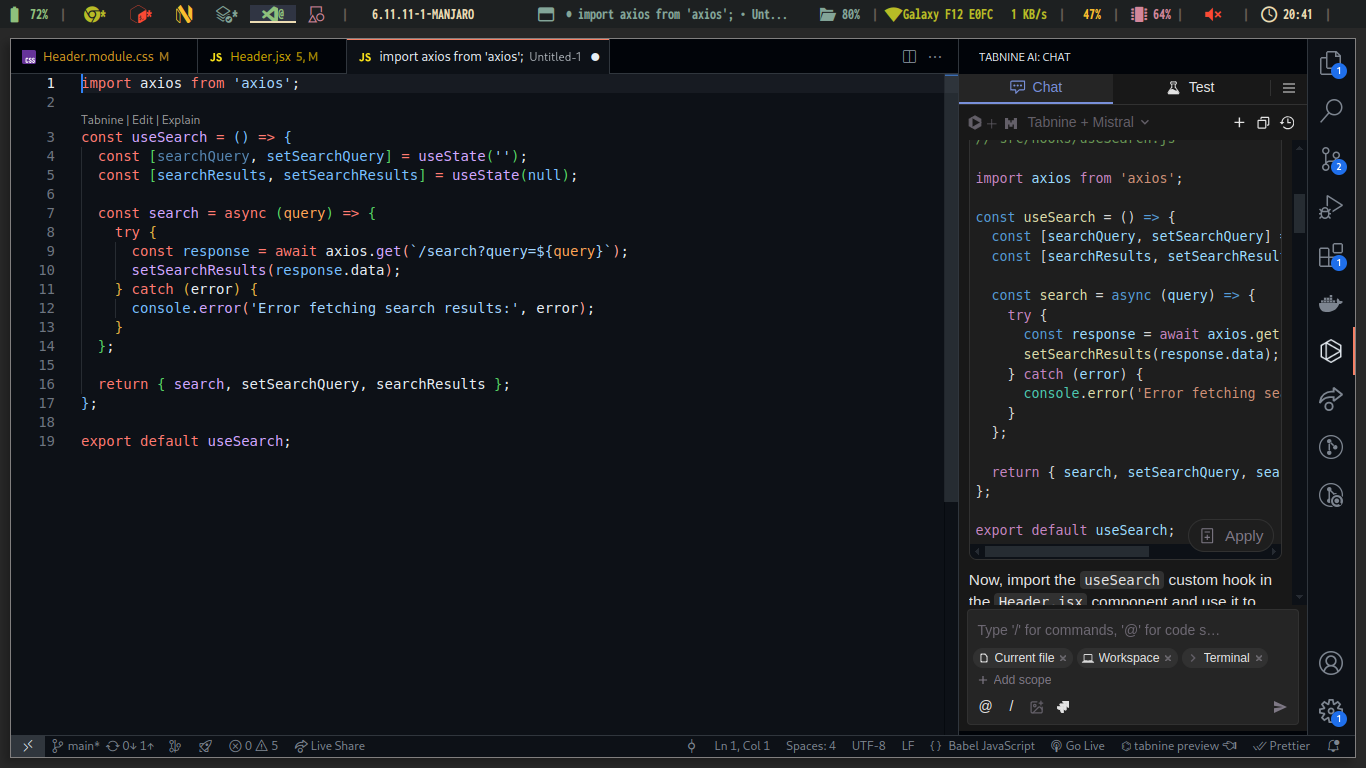 72% | | 6.11.11-1-MANJARO • import axios from 'axios'; • Unt... 80% | Galaxy F12 E0FC 1 KB/s | 47% | 64% | | 20:41 |
Header.module.css M
JS Header.jsx 5, M
JS import axios from 'axios'; Untitled-1
1 import axios from 'axios';
2
Tabnine | Edit | Explain
3 const useSearch = () => {
4 const [searchQuery, setSearchQuery] = useState('');
5 const [searchResults, setSearchResults] = useState(null);
6
7 const search = async (query) => {
8 try {
9 const response = await axios.get(`/search?query=${query}`);
10 setSearchResults(response.data);
11 } catch (error) {
12 console.error('Error fetching search results:', error);
13 }
14 };
15
16 return { search, setSearchQuery, searchResults };
17 };
18
19 export default useSearch;
TABNINE AI: CHAT
Chat
Test
Tabnine + Mistral
// src/hooks/useSearch.js
import axios from 'axios';
const useSearch = () => {
const [searchQuery, setSearchQuery] =
const [searchResults, setSearchResul
const search = async (query) => {
try {
const response = await axios.get
setSearchResults(response.data);
} catch (error) {
console.error('Error fetching sea
}
};
return { search, setSearchQuery, sea
};
export default useSearch;
Apply
Now, import the useSearch custom hook in
the Header.jsx component and use it to
Type '/' for commands, '@' for code s…
Current file × Workspace × Terminal ×
+ Add scope
@ /
1
2
1
1
main* 0↓ 1↑ 0 5 Live Share
Ln 1, Col 1 Spaces: 4 UTF-8 LF {} Babel JavaScript Go Live tabnine preview Prettier